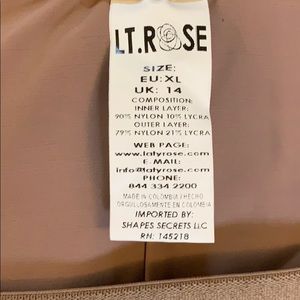 LT.ROSE
SIZE:
EU: XL
UK: 14
COMPOSITION:
INNER LAYER:
90% NYLON 10% LYCRA
OUTER LAYER:
79% NYLON 21% LYCRA
WEB PAGE:
www.latyrose.com
E-MAIL:
info@latyrose.com
PHONE:
844 334 2200
MADE IN COLOMBIA / HECHO
ORGULLOSAMENTE EN COLOMBIA
IMPORTED BY:
SHAPES SECRETS LLC
RN: 145218